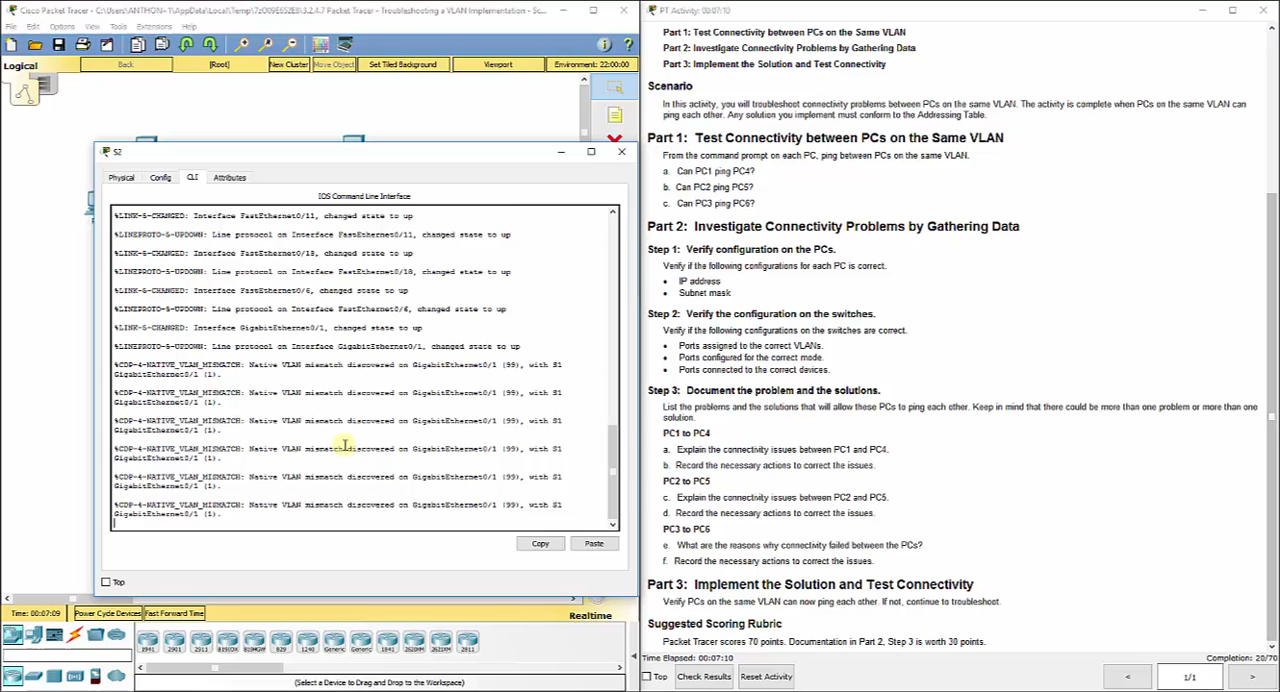 Cisco Packet Tracer - C:\Users\ANTHON~1\AppData\Local\Temp\7zO09E652E8\3.2.4.7 Packet Tracer - Troubleshooting a VLAN Implementation - Sc...
File Edit View Tools Extensions Help
Logical Back [Root] New Cluster Move Object Set Tiled Background Viewport Environment: 22:00:00
S2
Physical Config CLI Attributes
IOS Command Line Interface
%LINK-5-CHANGED: Interface FastEthernet0/11, changed state to up
%LINEPROTO-5-UPDOWN: Line protocol on Interface FastEthernet0/11, changed state to up
%LINK-5-CHANGED: Interface FastEthernet0/18, changed state to up
%LINEPROTO-5-UPDOWN: Line protocol on Interface FastEthernet0/18, changed state to up
%LINK-5-CHANGED: Interface FastEthernet0/6, changed state to up
%LINEPROTO-5-UPDOWN: Line protocol on Interface FastEthernet0/6, changed state to up
%LINK-5-CHANGED: Interface GigabitEthernet0/1, changed state to up
%LINEPROTO-5-UPDOWN: Line protocol on Interface GigabitEthernet0/1, changed state to up
%CDP-4-NATIVE_VLAN_MISMATCH: Native VLAN mismatch discovered on GigabitEthernet0/1 (99), with S1
GigabitEthernet0/1 (1).
%CDP-4-NATIVE_VLAN_MISMATCH: Native VLAN mismatch discovered on GigabitEthernet0/1 (99), with S1
GigabitEthernet0/1 (1).
%CDP-4-NATIVE_VLAN_MISMATCH: Native VLAN mismatch discovered on GigabitEthernet0/1 (99), with S1
GigabitEthernet0/1 (1).
%CDP-4-NATIVE_VLAN_MISMATCH: Native VLAN mismatch discovered on GigabitEthernet0/1 (99), with S1
GigabitEthernet0/1 (1).
%CDP-4-NATIVE_VLAN_MISMATCH: Native VLAN mismatch discovered on GigabitEthernet0/1 (99), with S1
GigabitEthernet0/1 (1).
%CDP-4-NATIVE_VLAN_MISMATCH: Native VLAN mismatch discovered on GigabitEthernet0/1 (99), with S1
GigabitEthernet0/1 (1).
Copy Paste
Top
Time: 00:07:09 Power Cycle Devices Fast Forward Time Realtime
1941 2901 2911 819IOX 819HGW 829 1240 Generic Generic 1841 2620XM 2621XM 2811
(Select a Device to Drag and Drop to the Workspace)
PT Activity: 00:07:10
Part 1: Test Connectivity between PCs on the Same VLAN
Part 2: Investigate Connectivity Problems by Gathering Data
Part 3: Implement the Solution and Test Connectivity
Scenario
In this activity, you will troubleshoot connectivity problems between PCs on the same VLAN. The activity is complete when PCs on the same VLAN can
ping each other. Any solution you implement must conform to the Addressing Table.
Part 1: Test Connectivity between PCs on the Same VLAN
From the command prompt on each PC, ping between PCs on the same VLAN.
a. Can PC1 ping PC4?
b. Can PC2 ping PC5?
c. Can PC3 ping PC6?
Part 2: Investigate Connectivity Problems by Gathering Data
Step 1: Verify configuration on the PCs.
Verify if the following configurations for each PC is correct.
• IP address
• Subnet mask
Step 2: Verify the configuration on the switches.
Verify if the following configurations on the switches are correct.
• Ports assigned to the correct VLANs.
• Ports configured for the correct mode.
• Ports connected to the correct devices.
Step 3: Document the problem and the solutions.
List the problems and the solutions that will allow these PCs to ping each other. Keep in mind that there could be more than one problem or more than one
solution.
PC1 to PC4
a. Explain the connectivity issues between PC1 and PC4.
b. Record the necessary actions to correct the issues.
PC2 to PC5
c. Explain the connectivity issues between PC2 and PC5.
d. Record the necessary actions to correct the issues.
PC3 to PC6
e. What are the reasons why connectivity failed between the PCs?
f. Record the necessary actions to correct the issues.
Part 3: Implement the Solution and Test Connectivity
Verify PCs on the same VLAN can now ping each other. If not, continue to troubleshoot.
Suggested Scoring Rubric
Packet Tracer scores 70 points. Documentation in Part 2, Step 3 is worth 30 points.
Time Elapsed: 00:07:10 Completion: 20/70
Top Check Results Reset Activity < 1/1 >